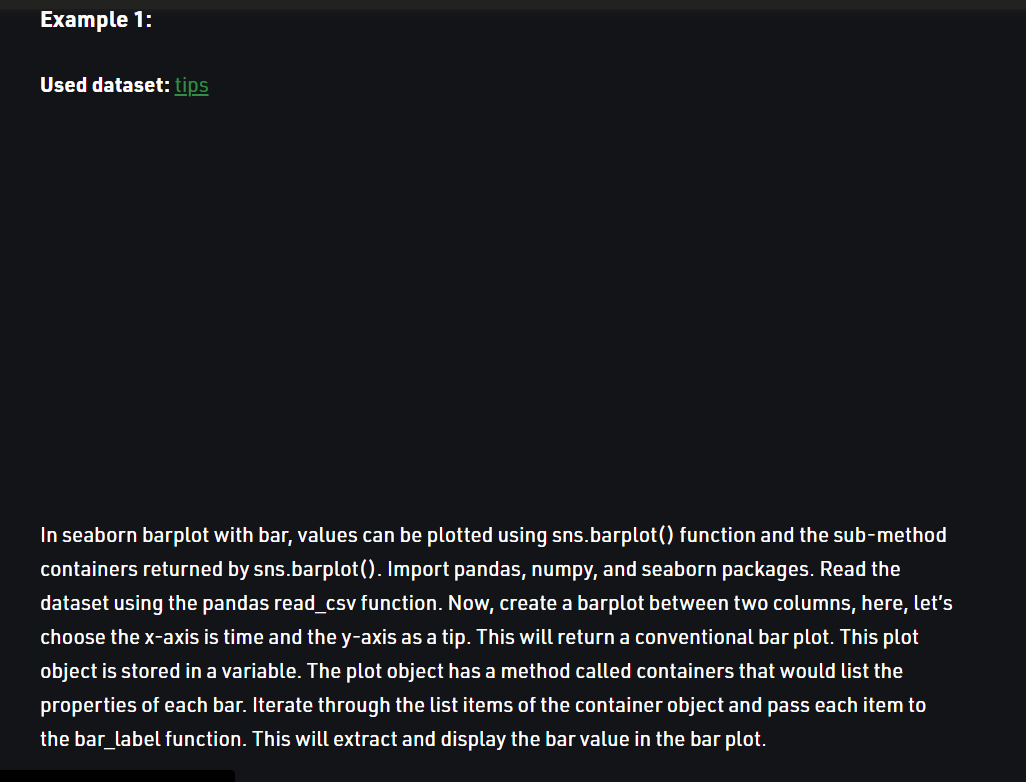 Example 1:
Used dataset: tips
In seaborn barplot with bar, values can be plotted using sns.barplot() function and the sub-method
containers returned by sns.barplot(). Import pandas, numpy, and seaborn packages. Read the
dataset using the pandas read_csv function. Now, create a barplot between two columns, here, let’s
choose the x-axis is time and the y-axis as a tip. This will return a conventional bar plot. This plot
object is stored in a variable. The plot object has a method called containers that would list the
properties of each bar. Iterate through the list items of the container object and pass each item to
the bar_label function. This will extract and display the bar value in the bar plot.